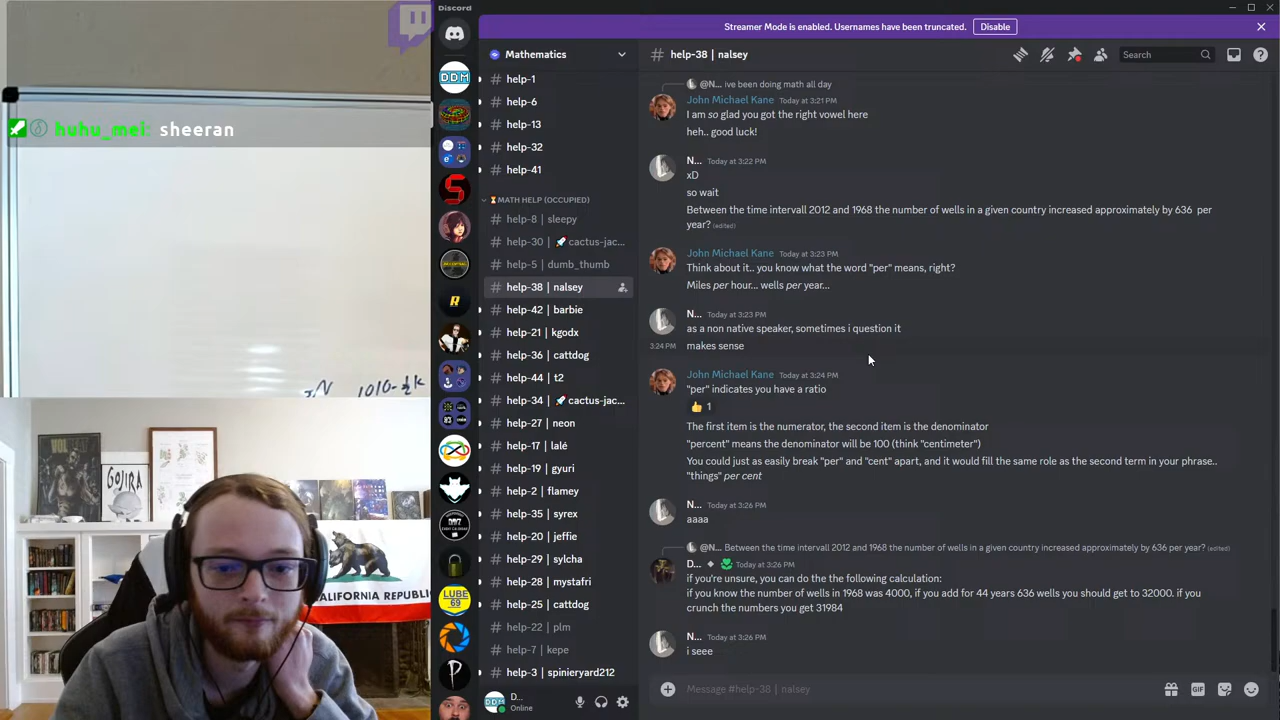 Discord
Streamer Mode is enabled. Usernames have been truncated.
Disable
Mathematics
# help-38 | nalsey
Search
# help-1
# help-6
# help-13
# help-32
# help-41
MATH HELP (OCCUPIED)
# help-8 | sleepy
# help-30 | 🚀 cactus-jac...
# help-5 | dumb_thumb
# help-38 | nalsey
# help-42 | barbie
# help-21 | kgodx
# help-36 | cattdog
# help-44 | t2
# help-34 | 🚀 cactus-jac...
# help-27 | neon
# help-17 | lalé
# help-19 | gyuri
# help-2 | flamey
# help-35 | syrex
# help-20 | jeffie
# help-29 | sylcha
# help-28 | mystafri
# help-25 | cattdog
# help-22 | plm
# help-7 | kepe
# help-3 | spinieryard212
D...
Online
@N... ive been doing math all day
John Michael Kane Today at 3:21 PM
I am so glad you got the right vowel here
heh.. good luck!
N... Today at 3:22 PM
xD
so wait
Between the time intervall 2012 and 1968 the number of wells in a given country increased approximately by 636 per
year? (edited)
John Michael Kane Today at 3:23 PM
Think about it.. you know what the word "per" means, right?
Miles per hour... wells per year...
N... Today at 3:23 PM
as a non native speaker, sometimes i question it
3:24 PM makes sense
John Michael Kane Today at 3:24 PM
"per" indicates you have a ratio
👍 1
The first item is the numerator, the second item is the denominator
"percent" means the denominator will be 100 (think "centimeter")
You could just as easily break "per" and "cent" apart, and it would fill the same role as the second term in your phrase..
"things" per cent
N... Today at 3:26 PM
aaaa
@N... Between the time intervall 2012 and 1968 the number of wells in a given country increased approximately by 636 per year? (edited)
D... Today at 3:26 PM
if you're unsure, you can do the the following calculation:
if you know the number of wells in 1968 was 4000, if you add for 44 years 636 wells you should get to 32000. if you
crunch the numbers you get 31984
N... Today at 3:26 PM
i seee
Message #help-38 | nalsey
GIF
huhu_mei: sheeran
GOJIRA
CALIFORNIA REPUBLIC
DDM
S
R
DAYZ
LUBE
69
P
DDM